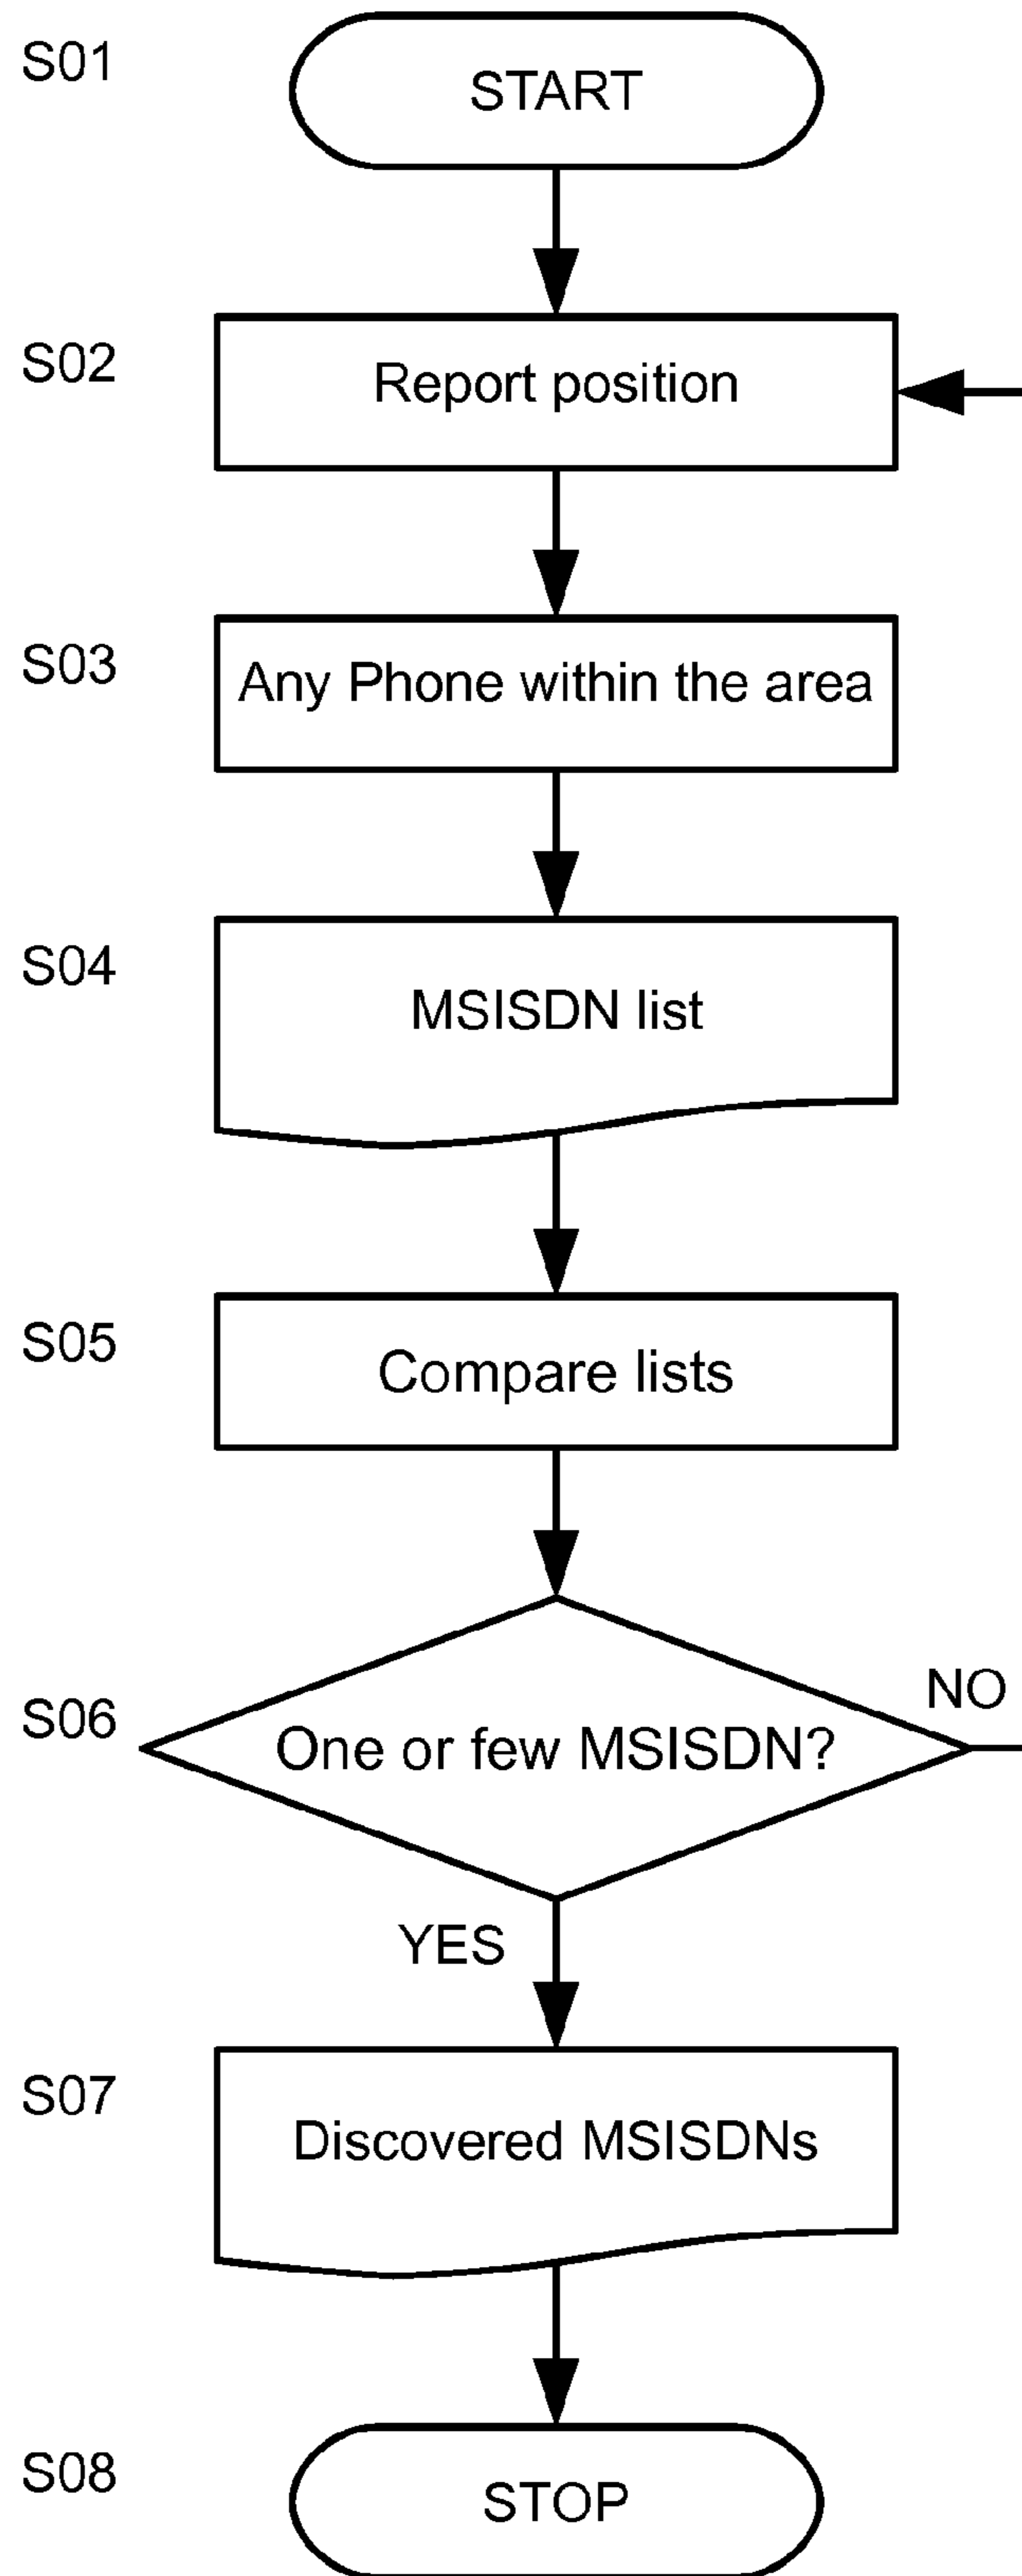 S01
START
S02
Report position
S03
Any Phone within the area
S04
MSISDN list
S05
Compare lists
S06
One or few MSISDN?
NO
YES
S07
Discovered MSISDNs
S08
STOP